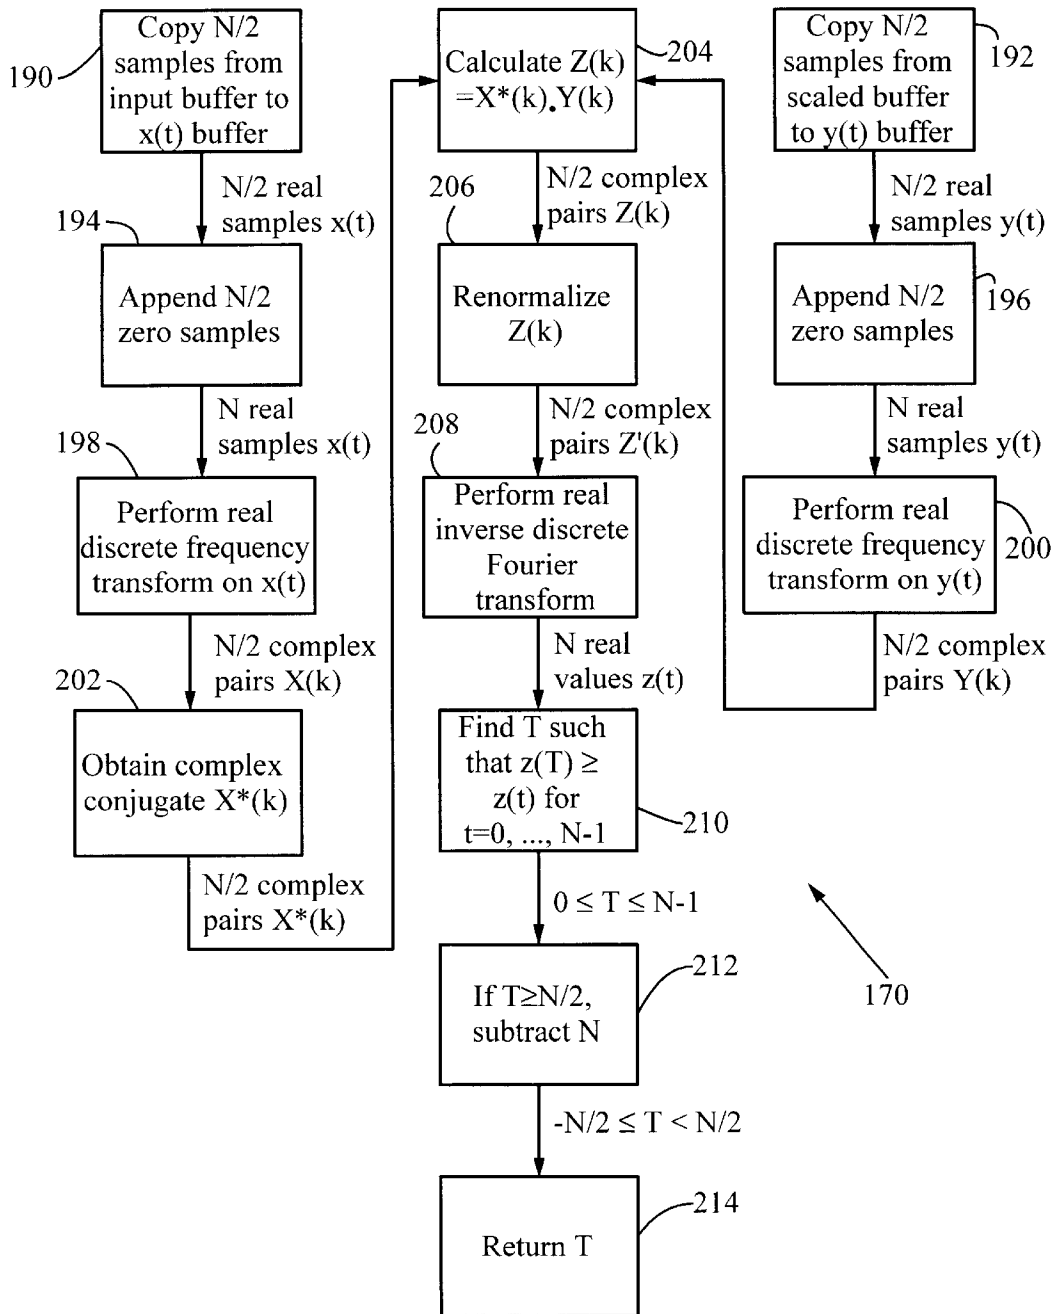 190
Copy N/2
samples from
input buffer to
x(t) buffer
N/2 real
samples x(t)
194
Append N/2
zero samples
N real
samples x(t)
198
Perform real
discrete frequency
transform on x(t)
N/2 complex
pairs X(k)
202
Obtain complex
conjugate X*(k)
N/2 complex
pairs X*(k)
204
Calculate Z(k)
=X*(k).Y(k)
N/2 complex
pairs Z(k)
206
Renormalize
Z(k)
N/2 complex
pairs Z'(k)
208
Perform real
inverse discrete
Fourier
transform
N real
values z(t)
Find T such
that z(T) ≥
z(t) for
t=0, ..., N-1
210
0 ≤ T ≤ N-1
212
If T≥N/2,
subtract N
-N/2 ≤ T < N/2
214
Return T
192
Copy N/2
samples from
scaled buffer
to y(t) buffer
N/2 real
samples y(t)
196
Append N/2
zero samples
N real
samples y(t)
Perform real
discrete frequency
transform on y(t)
200
N/2 complex
pairs Y(k)
170